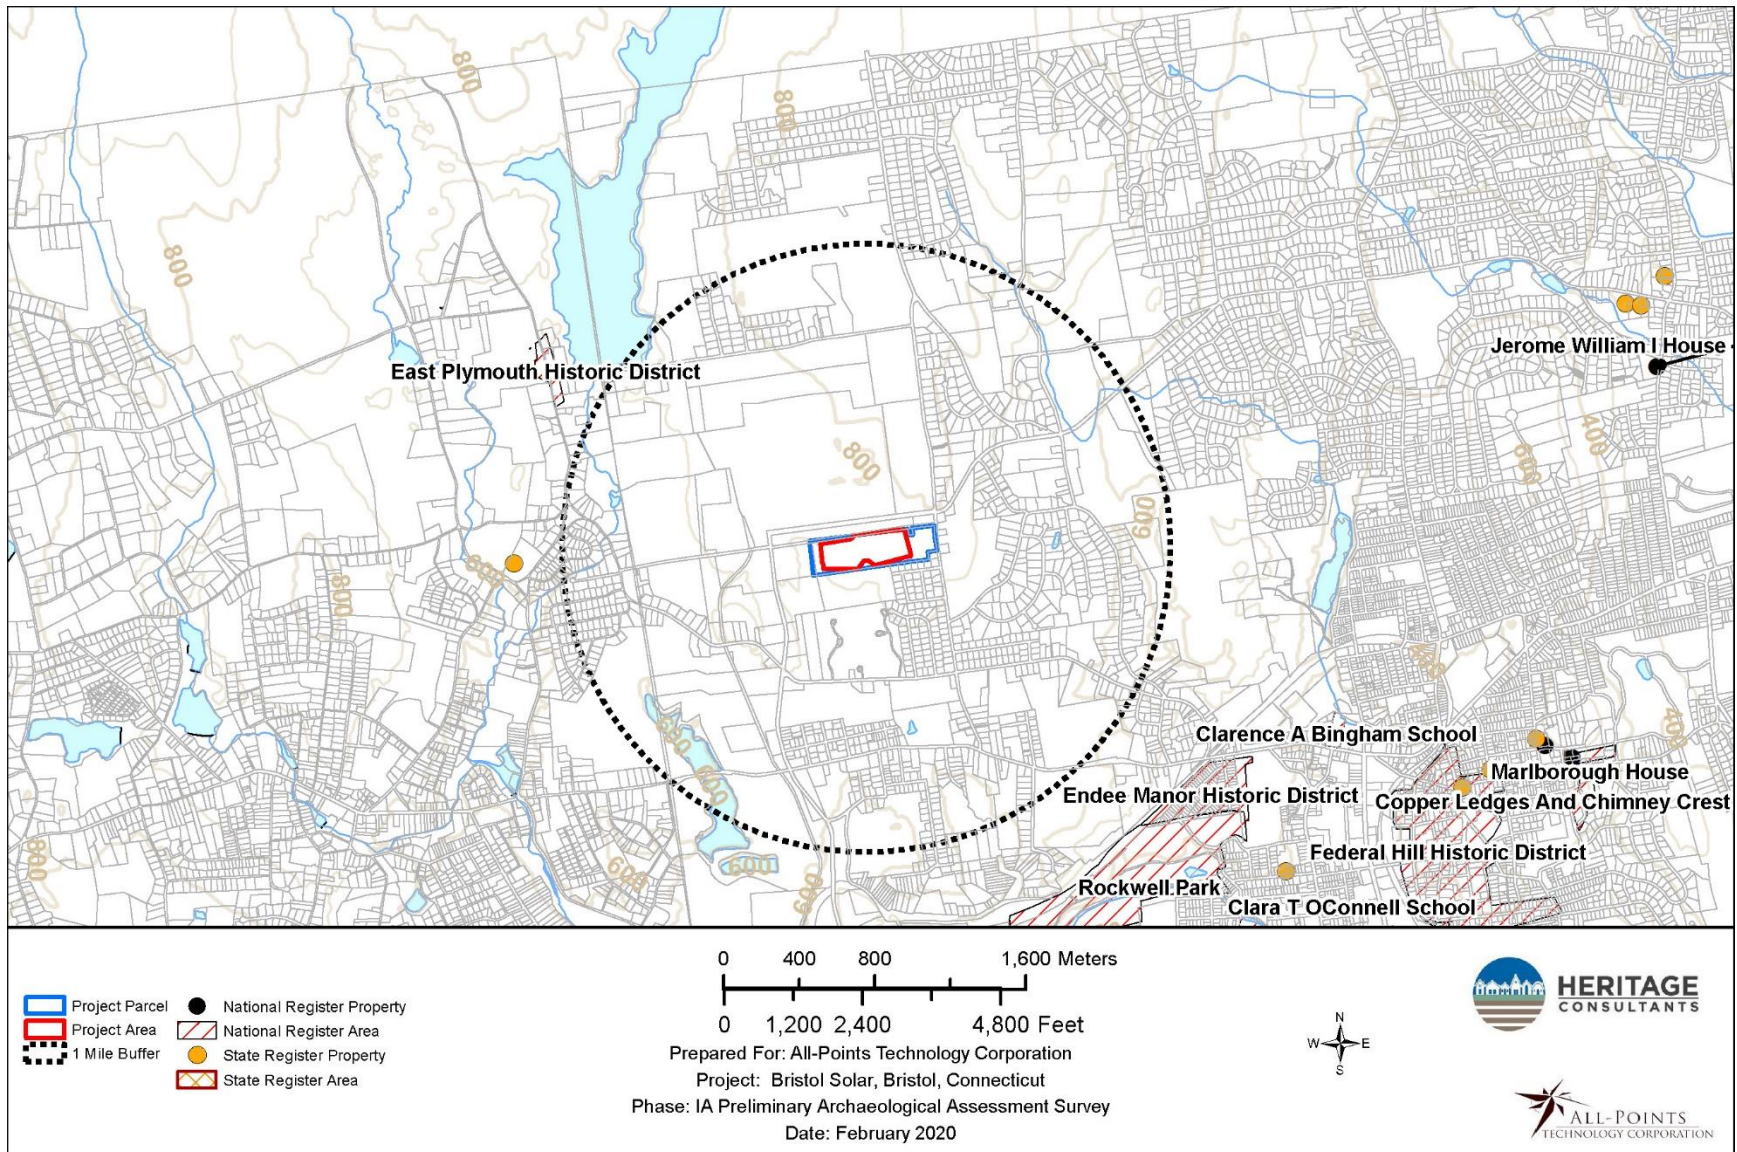 800
800
800
East Plymouth Historic District
Jerome William I House
400
600
800
600
600
800
400
400
600
600
Clarence A Bingham School
Marlborough House
Endee Manor Historic District
Copper Ledges And Chimney Crest
Federal Hill Historic District
800
600
600
600
Rockwell Park
Clara T OConnell School
0 400 800 1,600 Meters
0 1,200 2,400 4,800 Feet
Project Parcel
Project Area
1 Mile Buffer
National Register Property
National Register Area
State Register Property
State Register Area
Prepared For: All-Points Technology Corporation
Project: Bristol Solar, Bristol, Connecticut
Phase: IA Preliminary Archaeological Assessment Survey
Date: February 2020
N
W E
S
HERITAGE
CONSULTANTS
ALL-POINTS
TECHNOLOGY CORPORATION